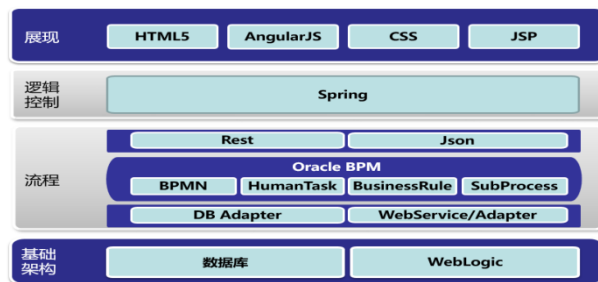 展现
HTML5 AngularJS CSS JSP
逻辑
控制
Spring
流程
Rest Json
Oracle BPM
BPMN HumanTask BusinessRule SubProcess
DB Adapter WebService/Adapter
基础
架构
数据库 WebLogic